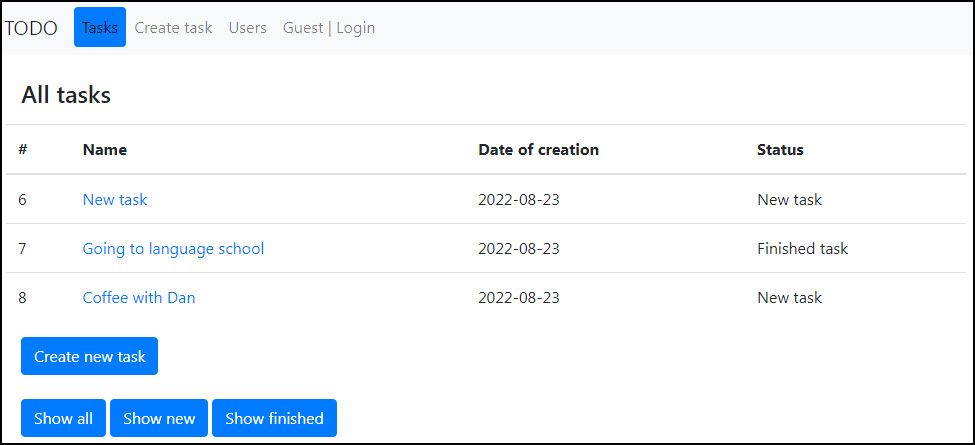 TODO Tasks Create task Users Guest | Login
All tasks
# Name Date of creation Status
6 New task 2022-08-23 New task
7 Going to language school 2022-08-23 Finished task
8 Coffee with Dan 2022-08-23 New task
Create new task
Show all Show new Show finished